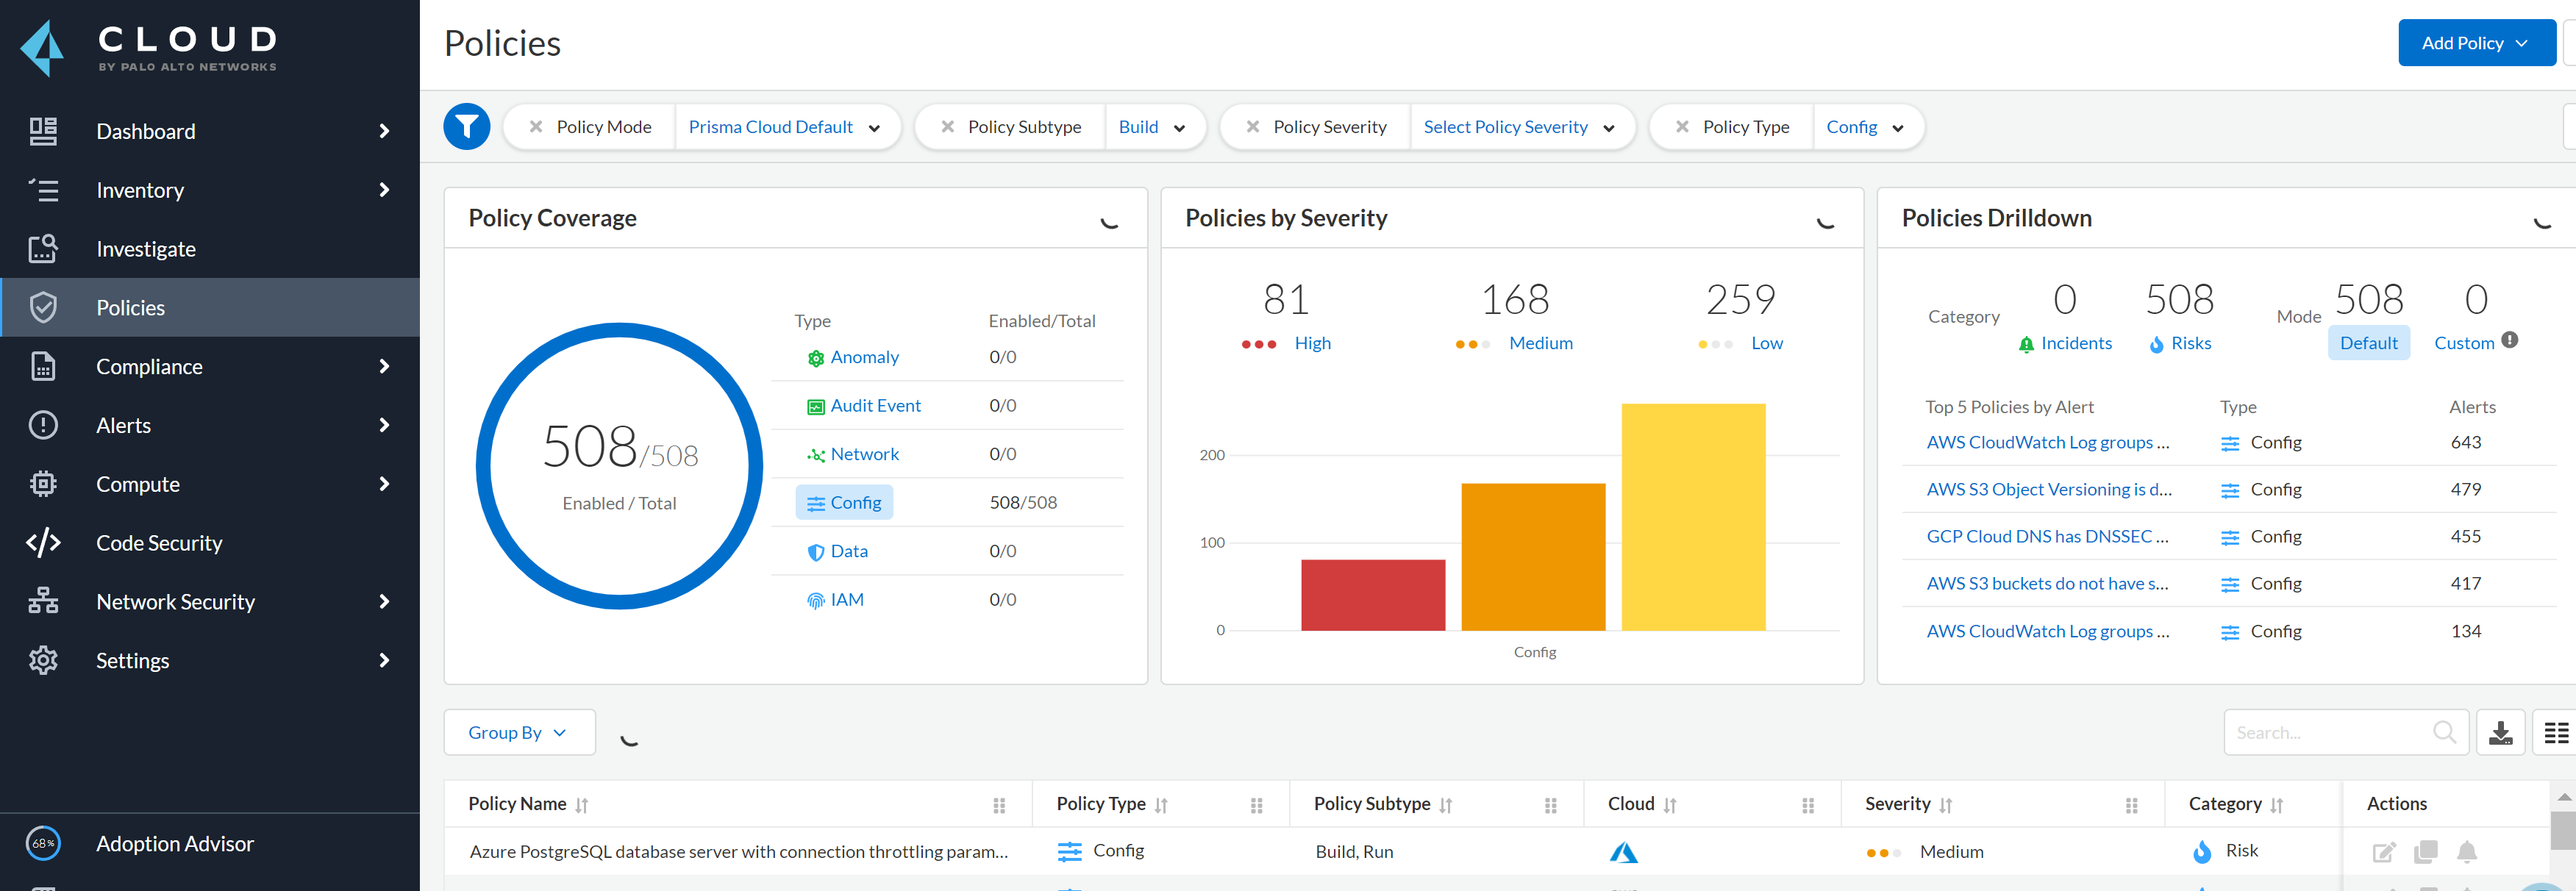 CLOUD
BY PALO ALTO NETWORKS
Dashboard
Inventory
Investigate
Policies
Compliance
Alerts
Compute
Code Security
Network Security
Settings
68%
Adoption Advisor
Policies
Add Policy
Policy Mode Prisma Cloud Default
Policy Subtype Build
Policy Severity Select Policy Severity
Policy Type Config
Policy Coverage
508/508
Enabled / Total
Type Enabled/Total
Anomaly 0/0
Audit Event 0/0
Network 0/0
Config 508/508
Data 0/0
IAM 0/0
Policies by Severity
81 168 259
High Medium Low
200
100
0
Config
Policies Drilldown
Category 0 508 Mode 508 0
Incidents Risks Default Custom
Top 5 Policies by Alert Type Alerts
AWS CloudWatch Log groups ... Config 643
AWS S3 Object Versioning is d... Config 479
GCP Cloud DNS has DNSSEC ... Config 455
AWS S3 buckets do not have s... Config 417
AWS CloudWatch Log groups ... Config 134
Group By
Search...
Policy Name Policy Type Policy Subtype Cloud Severity Category Actions
Azure PostgreSQL database server with connection throttling param... Config Build, Run Medium Risk